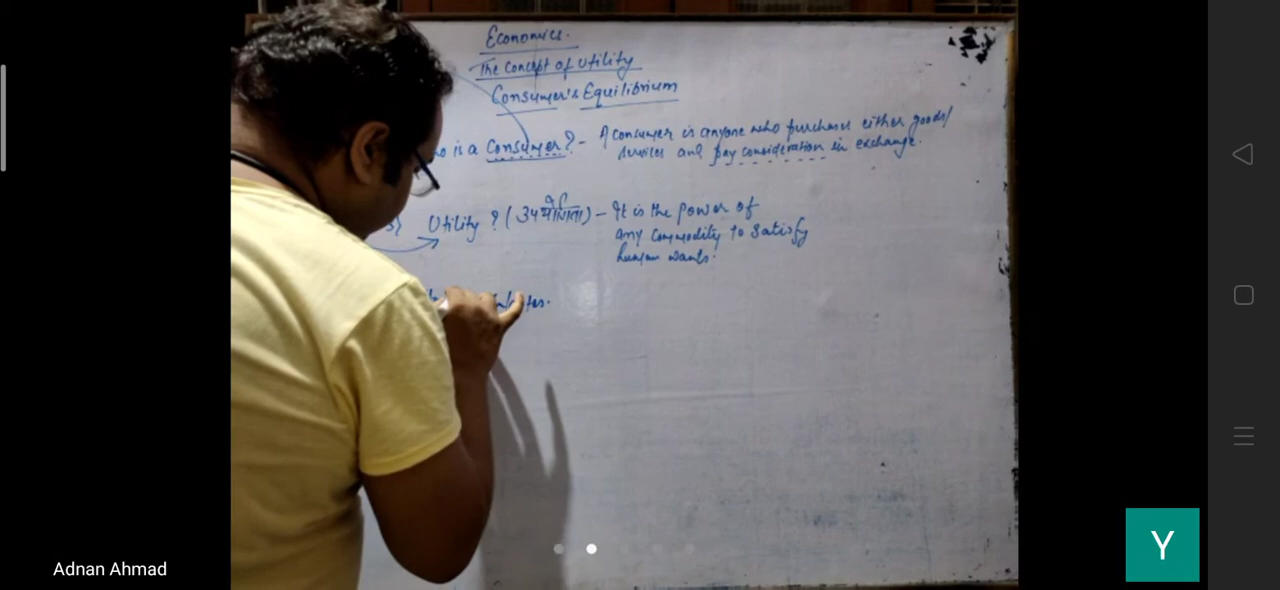 Economics.
The Concept of Utility
Consumer's Equilibrium
is a Consumer? - A consumer is anyone who purchases either goods/
services and pay consideration in exchange.
Utility? ( ) - It is the power of
any commodity to satisfy
human wants.
Adnan Ahmad
Y